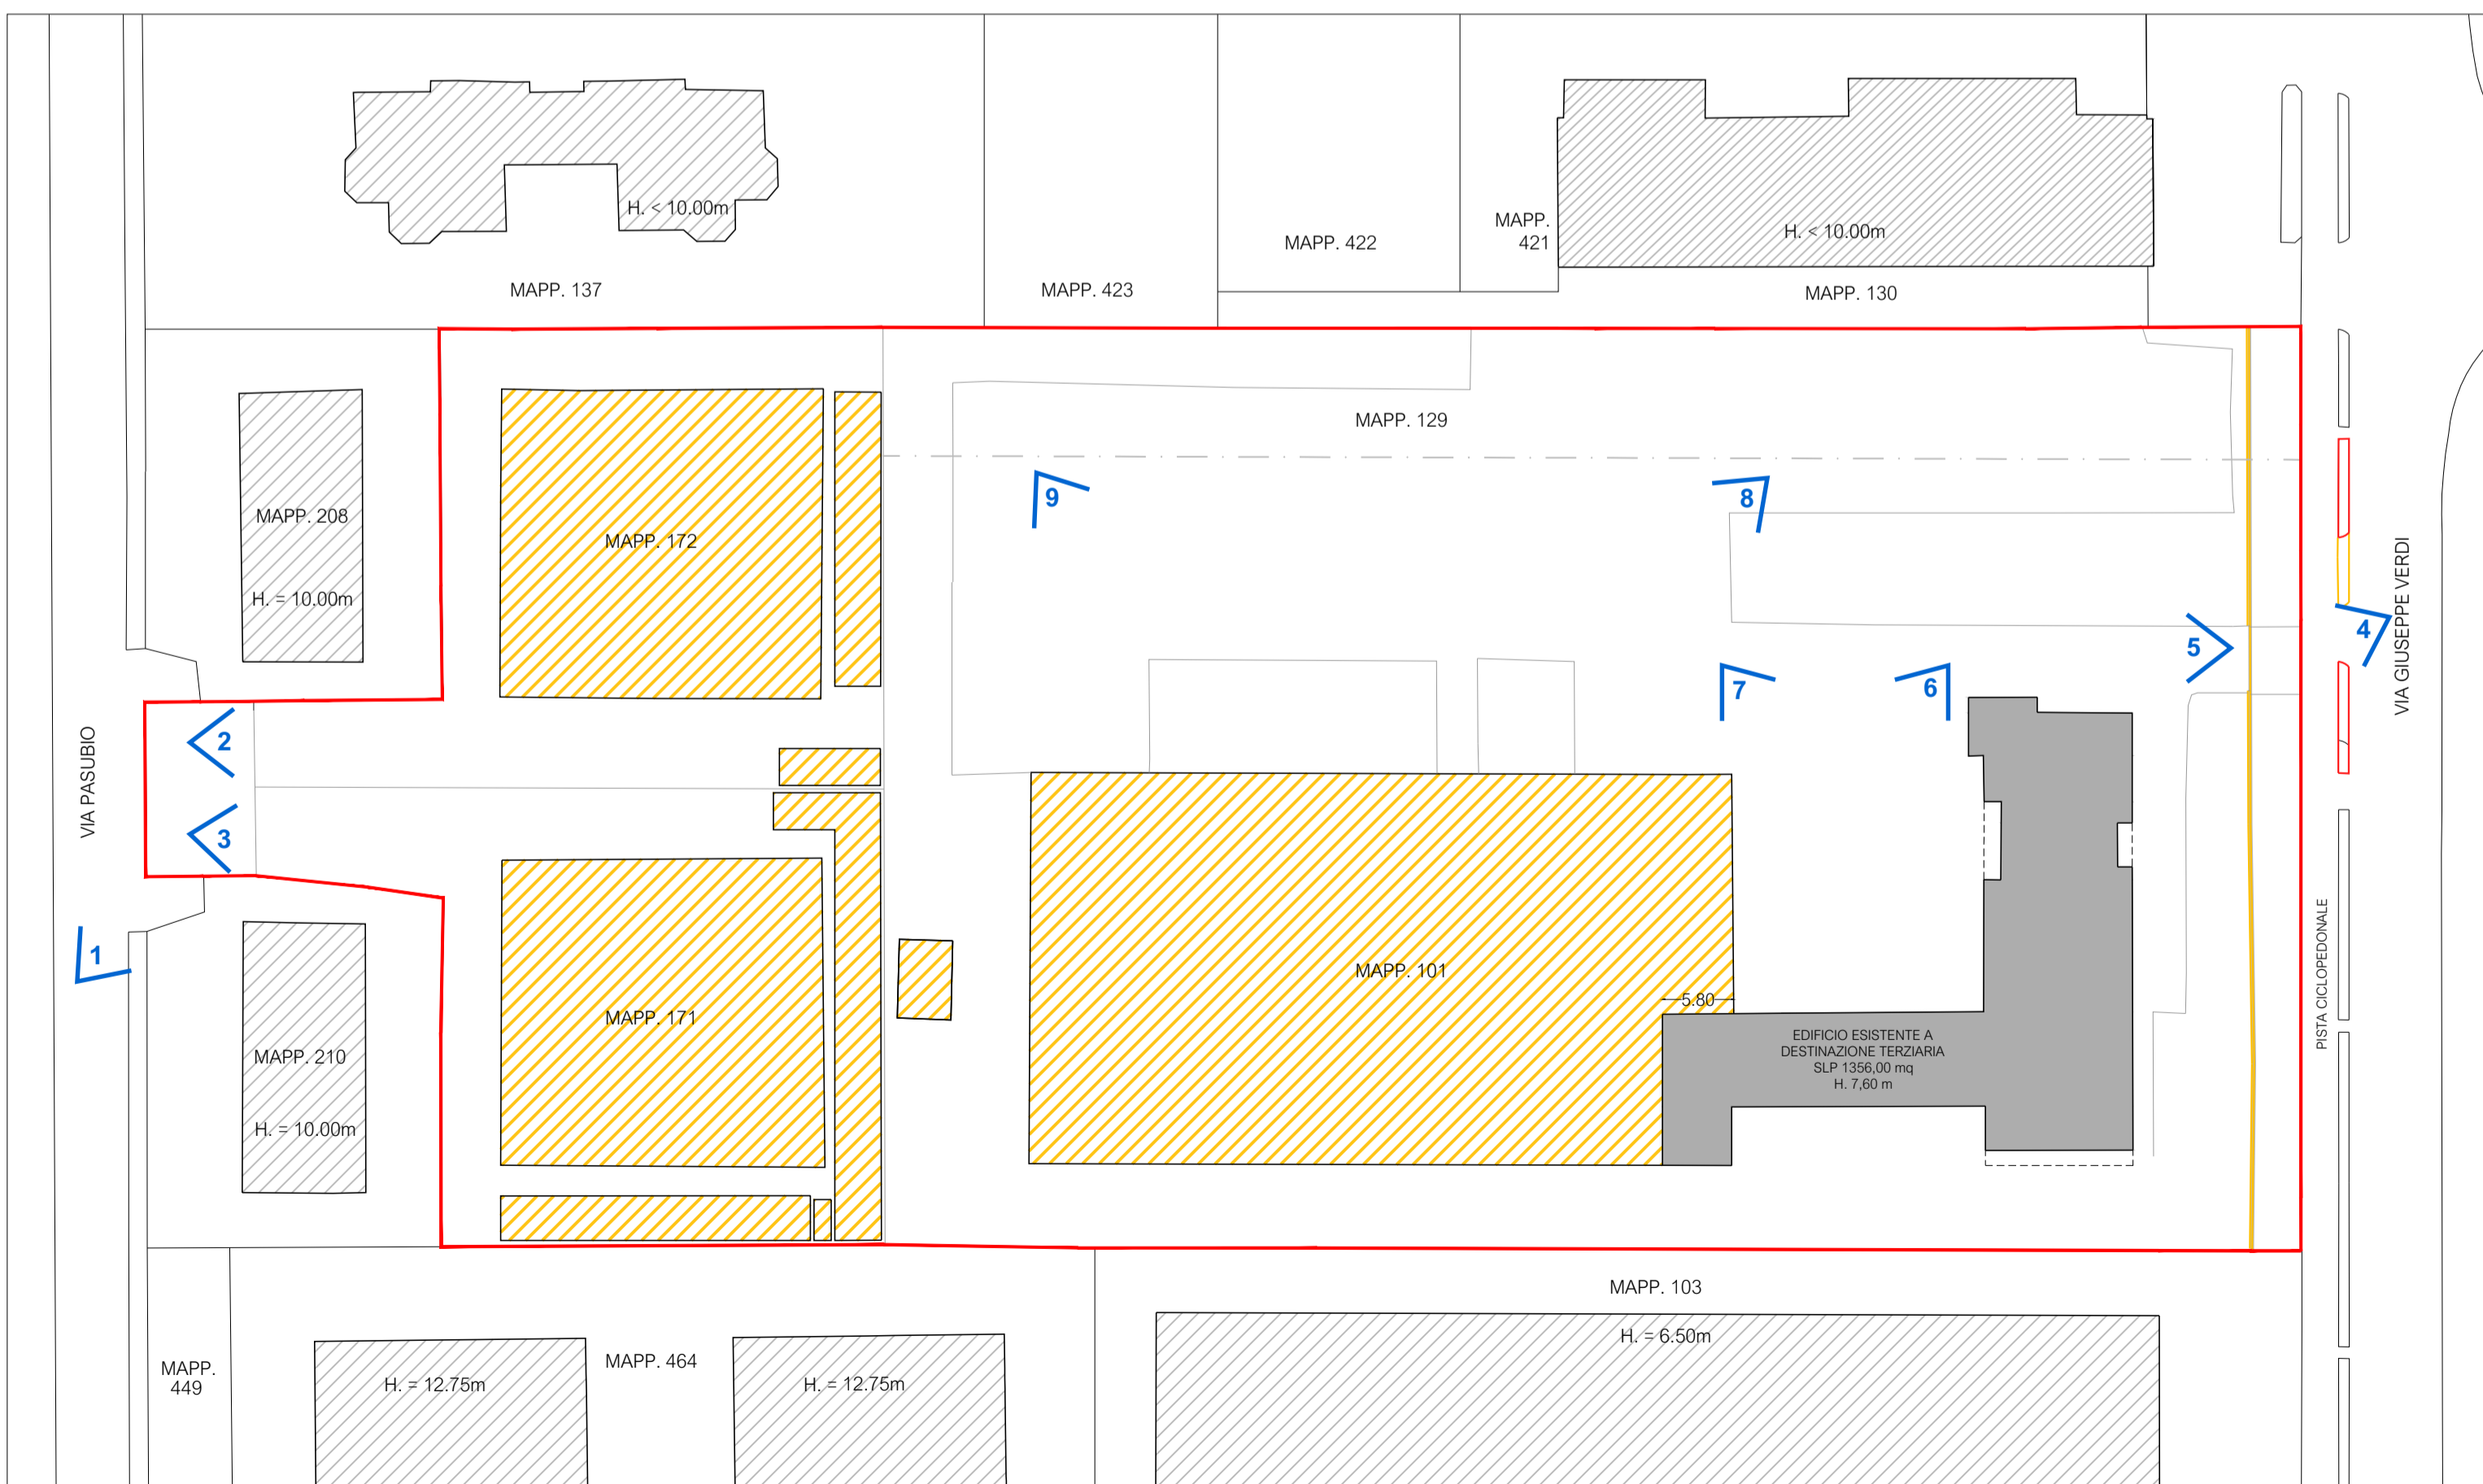 H. < 10.00m
MAPP.
421
H. < 10.00m
MAPP. 422
MAPP. 137
MAPP. 423
MAPP. 130
MAPP. 129
9
8
MAPP. 208
MAPP. 172
H. = 10.00m
VIA GIUSEPPE VERDI
4
5
7
6
2
VIA PASUBIO
3
1
MAPP. 101
PISTA CICLOPEDONALE
5.80
MAPP. 171
EDIFICIO ESISTENTE A
DESTINAZIONE TERZIARIA
SLP 1356,00 mq
H. 7,60 m
MAPP. 210
H. = 10.00m
MAPP. 103
H. = 6.50m
MAPP.
449
MAPP. 464
H. = 12.75m
H. = 12.75m